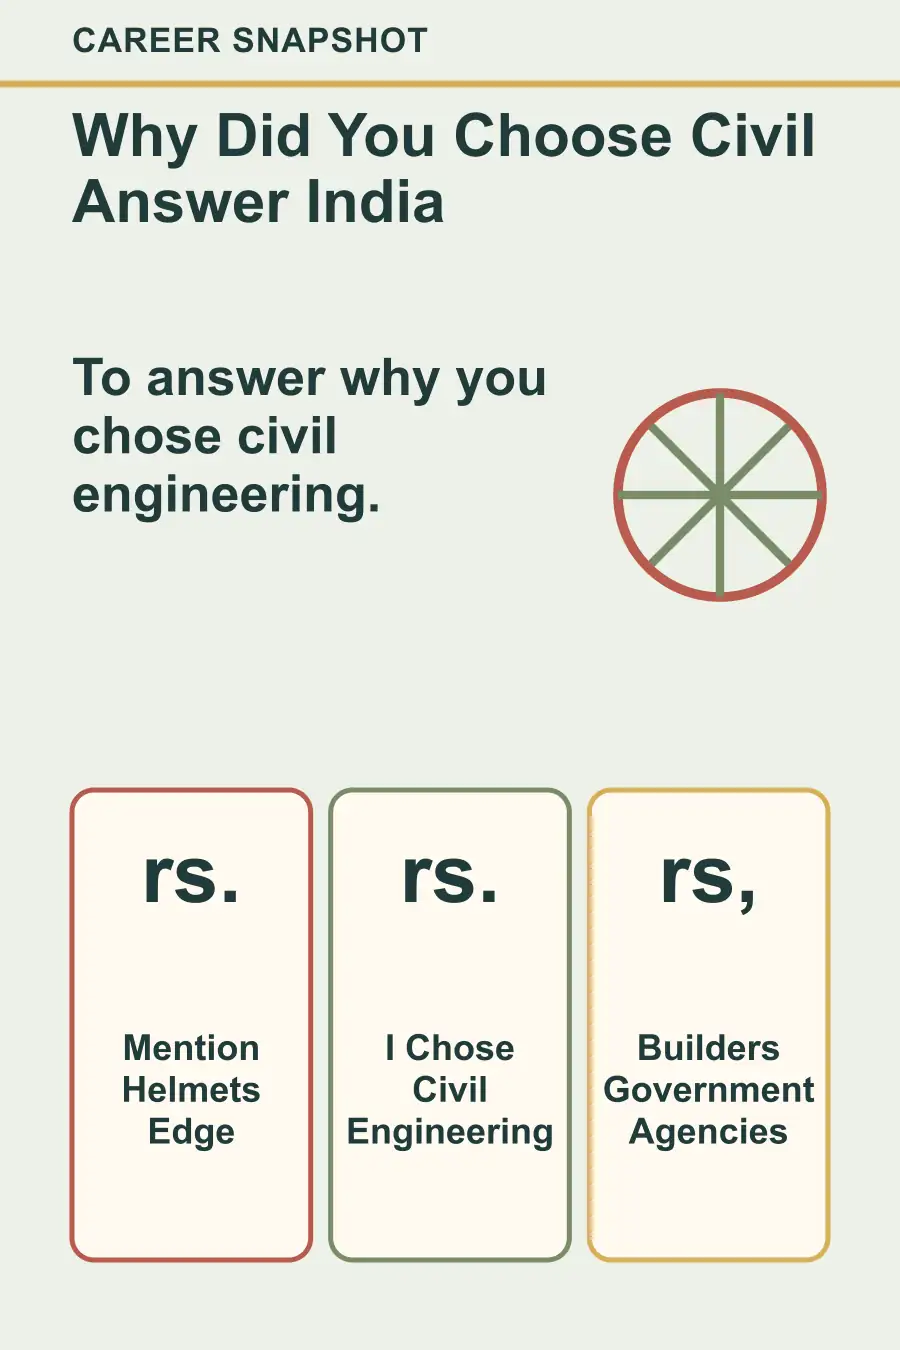 CAREER SNAPSHOT
Why Did You Choose Civil
Answer India
To answer why you
chose civil
engineering.
rs.
Mention
Helmets
Edge
rs.
I Chose
Civil
Engineering
rs,
Builders
Government
Agencies